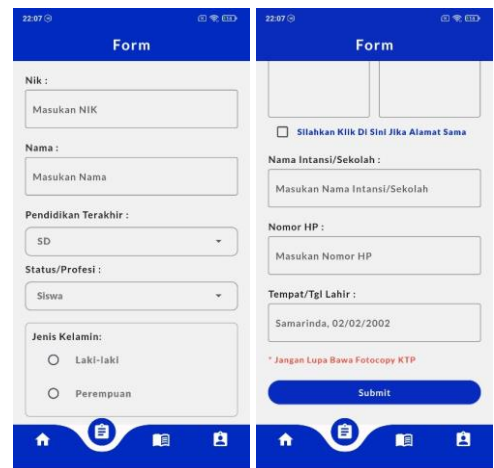 22:07
Form
Nik :
Masukan NIK
Nama :
Masukan Nama
Pendidikan Terakhir :
SD
Status/Profesi :
Siswa
Jenis Kelamin:
Laki-laki
Perempuan
22:07
Form
Silahkan Klik Di Sini Jika Alamat Sama
Nama Intansi/Sekolah :
Masukan Nama Intansi/Sekolah
Nomor HP :
Masukan Nomor HP
Tempat/Tgl Lahir :
Samarinda, 02/02/2002
* Jangan Lupa Bawa Fotocopy KTP
Submit